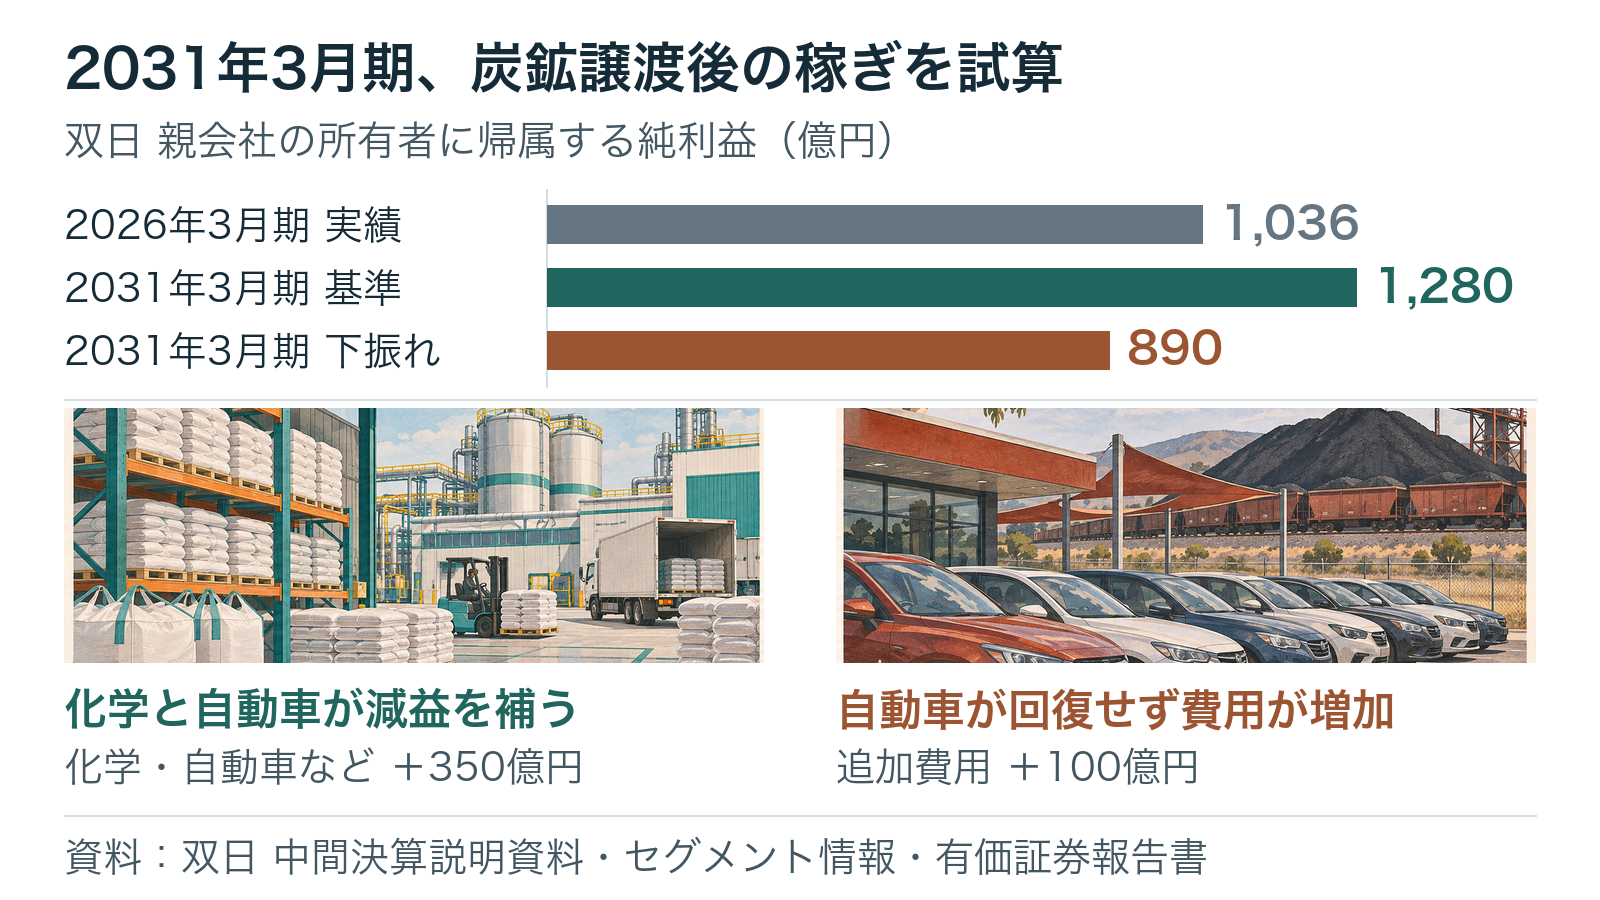 2031年3月期、炭鉱譲渡後の稼ぎを試算
双日 親会社の所有者に帰属する純利益（億円）
2026年3月期 実績 1,036
2031年3月期 基準 1,280
2031年3月期 下振れ 890
化学と自動車が減益を補う
化学・自動車など ＋350億円
自動車が回復せず費用が増加
追加費用 ＋100億円
資料：双日 中間決算説明資料・セグメント情報・有価証券報告書